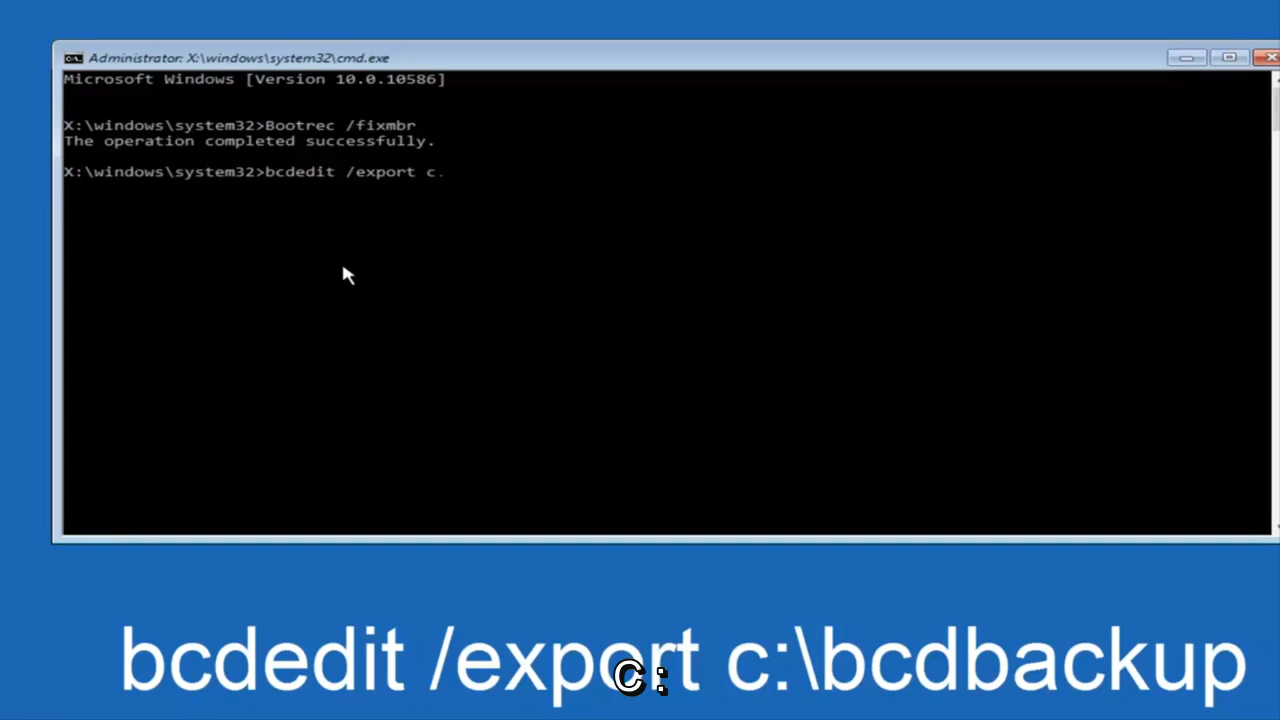 Administrator: X:\windows\system32\cmd.exe
Microsoft Windows [Version 10.0.10586]
X:\windows\system32>Bootrec /fixmbr
The operation completed successfully.
X:\windows\system32>bcdedit /export c
bcdedit /export c:\bcdbackup
c: